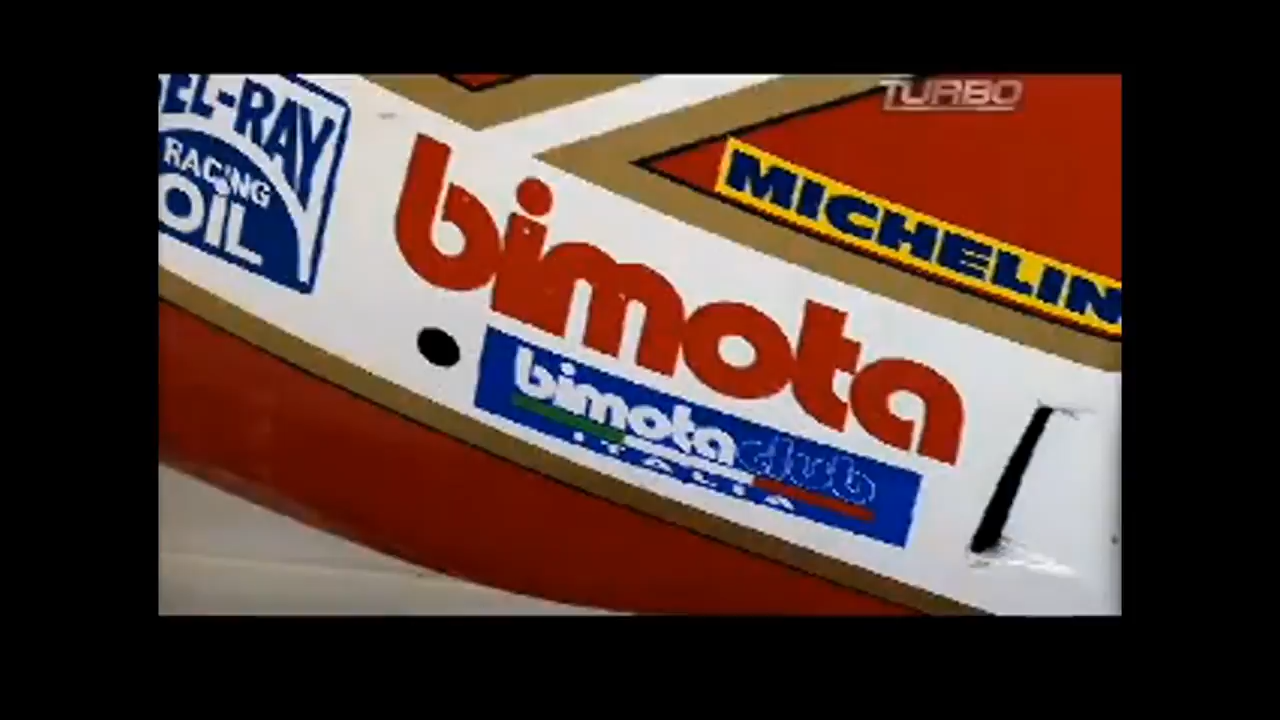 TURBO
EL-RAY
RACING
OIL
bimota
MICHELIN
bimota club
ITALIA